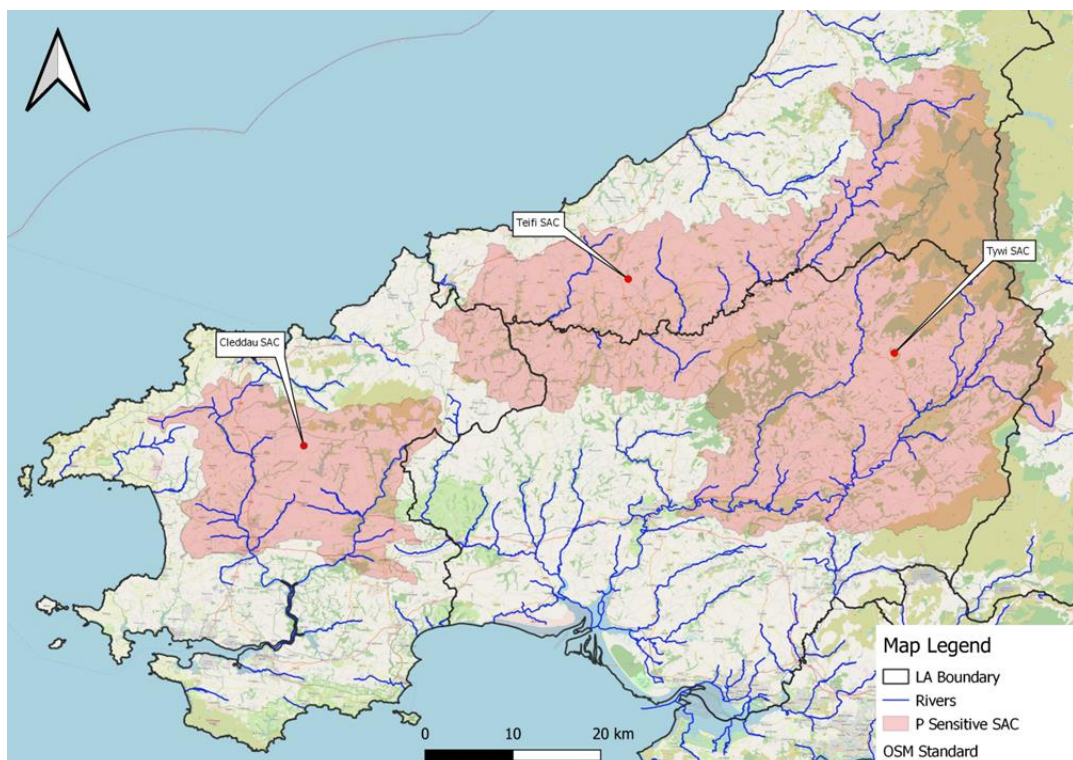 Teifi SAC
Tywi SAC
Cleddau SAC
0 10 20 km
Map Legend
LA Boundary
Rivers
P Sensitive SAC
OSM Standard